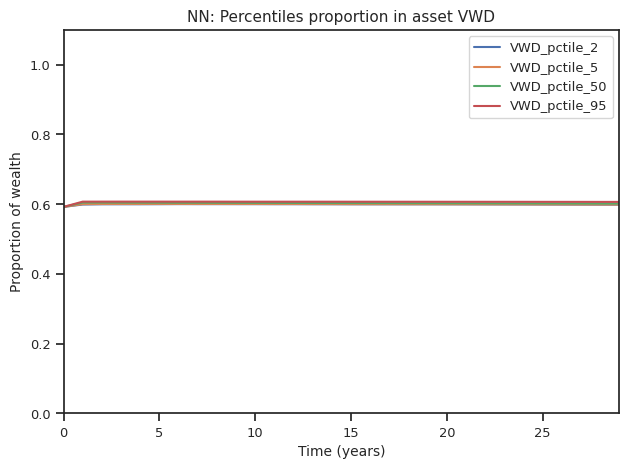 NN: Percentiles proportion in asset VWD
VWD_pctile_2
VWD_pctile_5
VWD_pctile_50
VWD_pctile_95
Proportion of wealth
1.0
0.8
0.6
0.4
0.2
0.0
0 5 10 15 20 25
Time (years)